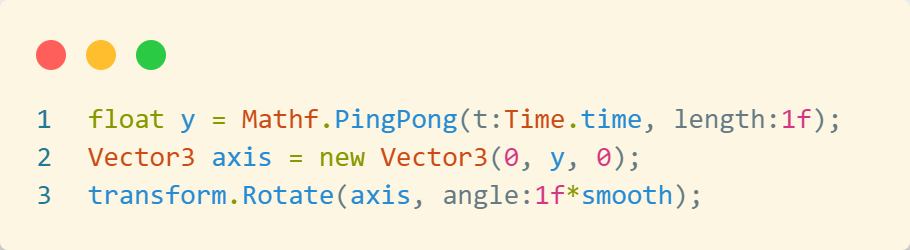 1 float y = Mathf.PingPong(t:Time.time, length:1f);
2 Vector3 axis = new Vector3(0, y, 0);
3 transform.Rotate(axis, angle:1f*smooth);